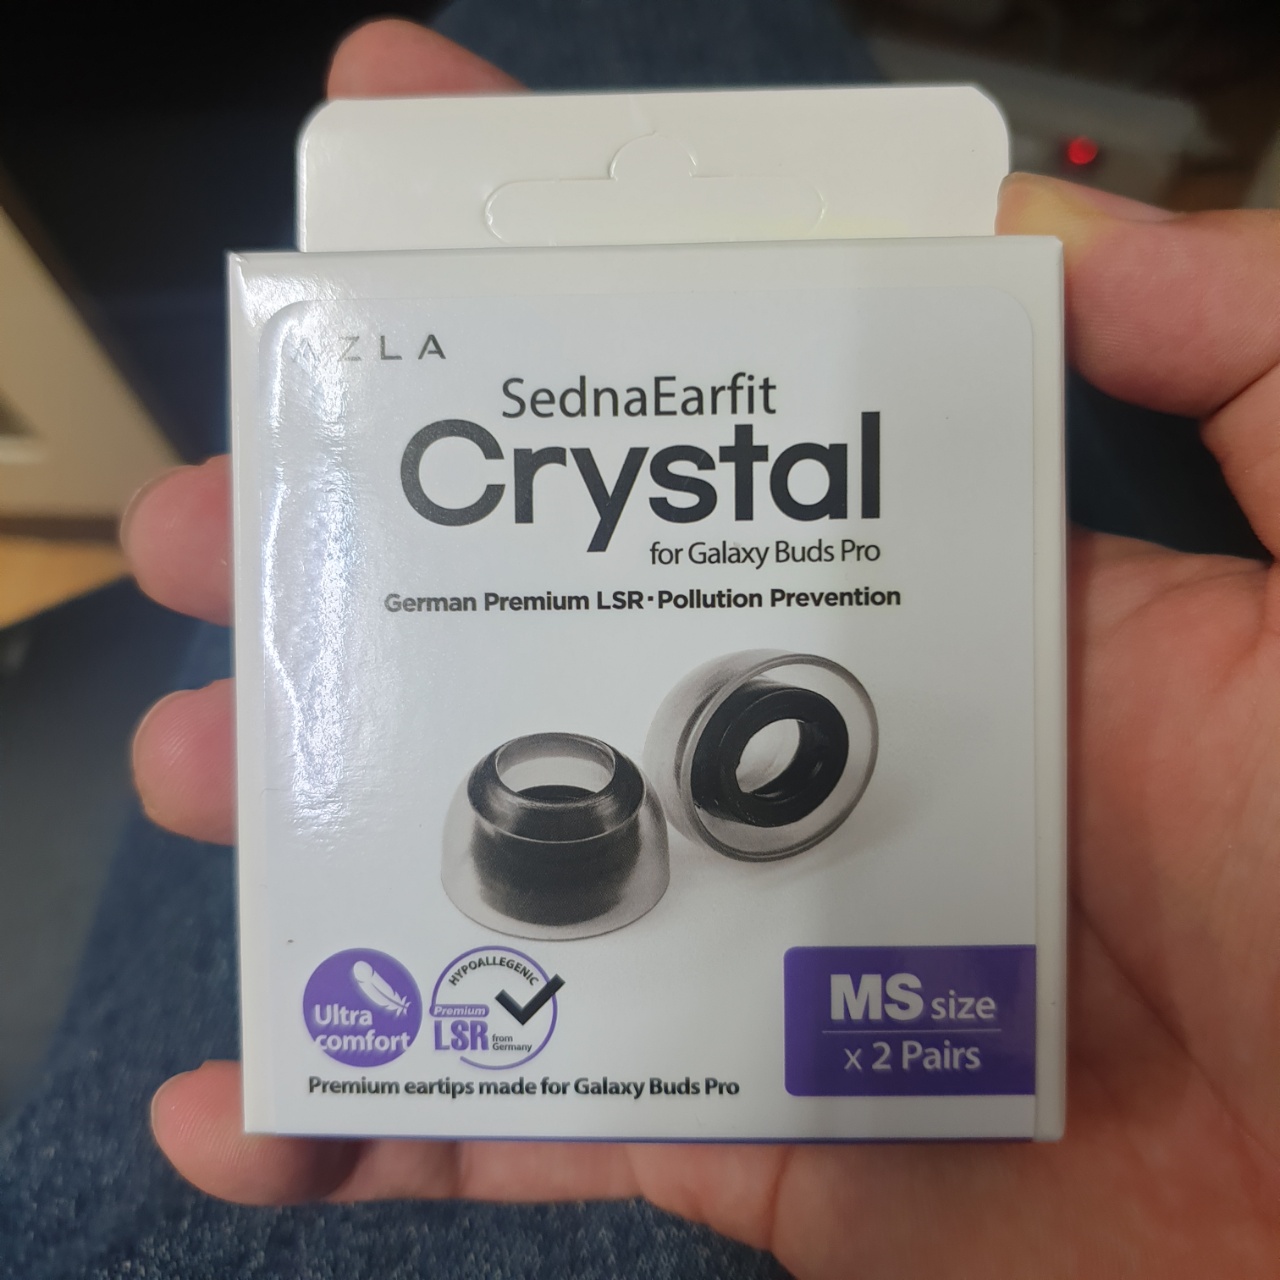 AZLA
SednaEarfit
Crystal
for Galaxy Buds Pro
German Premium LSR·Pollution Prevention
Ultra
comfort
HYPOALLEGENIC
Premium
LSR from
Germany
MS size
x 2 Pairs
Premium eartips made for Galaxy Buds Pro